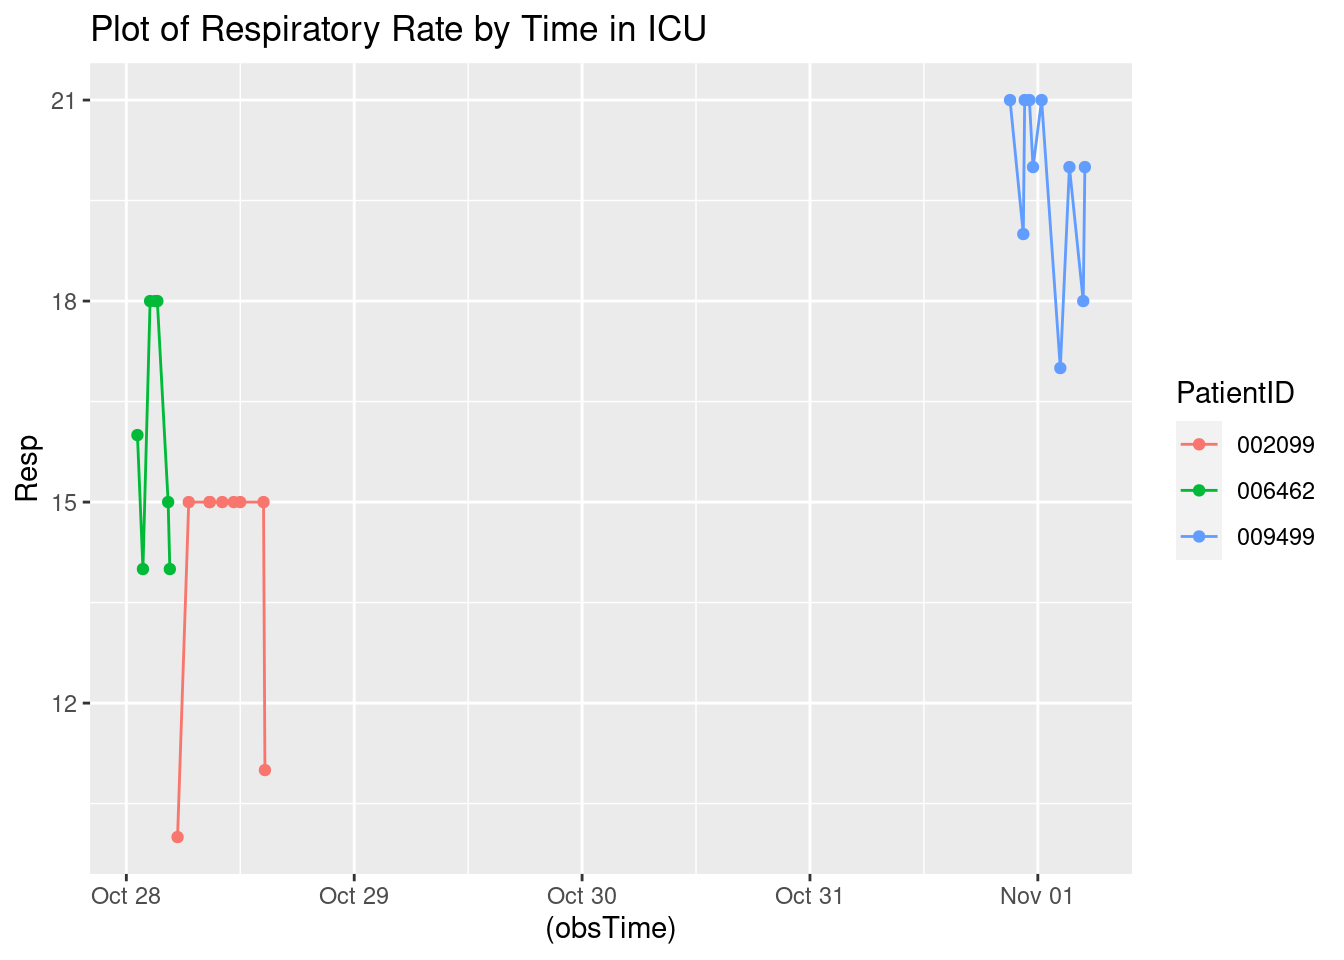 Plot of Respiratory Rate by Time in ICU
21
18
15
12
Resp
Oct 28
Oct 29
Oct 30
Oct 31
Nov 01
(obsTime)
PatientID
002099
006462
009499